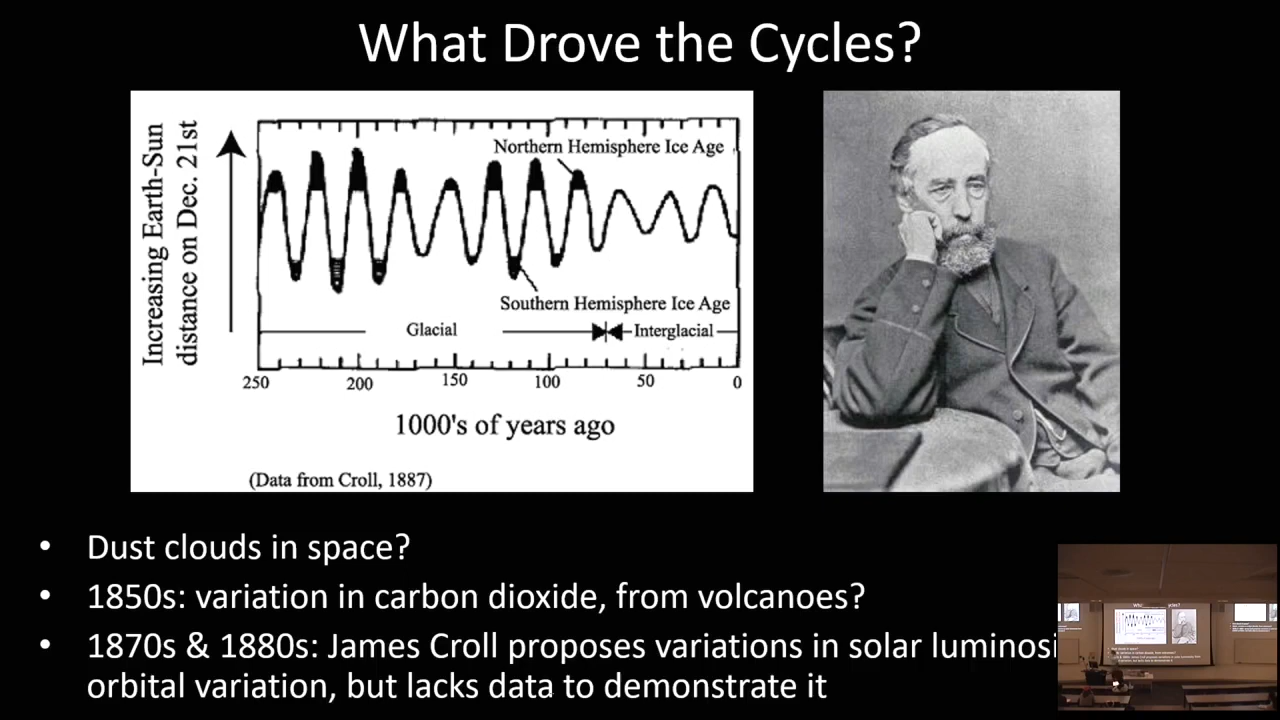 What Drove the Cycles?
Increasing Earth-Sun
distance on Dec. 21st
Northern Hemisphere Ice Age
Southern Hemisphere Ice Age
Glacial
Interglacial
250 200 150 100 50 0
1000's of years ago
(Data from Croll, 1887)
• Dust clouds in space?
• 1850s: variation in carbon dioxide, from volcanoes?
• 1870s & 1880s: James Croll proposes variations in solar
orbital variation, but lacks data to demonstrate it